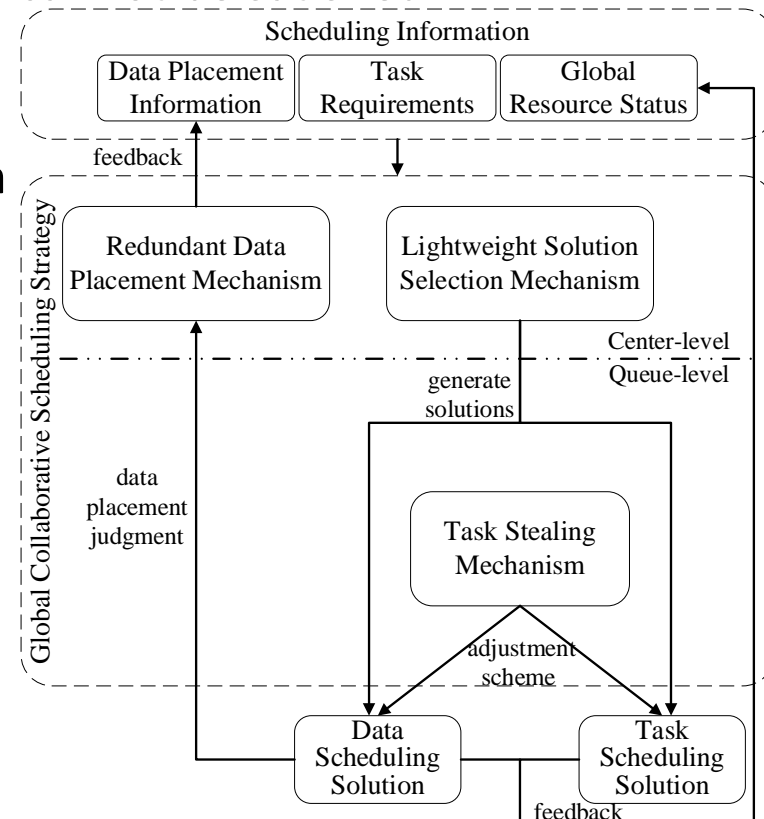 Scheduling Information
Data Placement
Information
Task
Requirements
Global
Resource Status
feedback
Global Collaborative Scheduling Strategy
Redundant Data
Placement Mechanism
Lightweight Solution
Selection Mechanism
Center-level
Queue-level
generate
solutions
data
placement
judgment
Task Stealing
Mechanism
adjustment
scheme
Data
Scheduling
Solution
Task
Scheduling
Solution
feedback